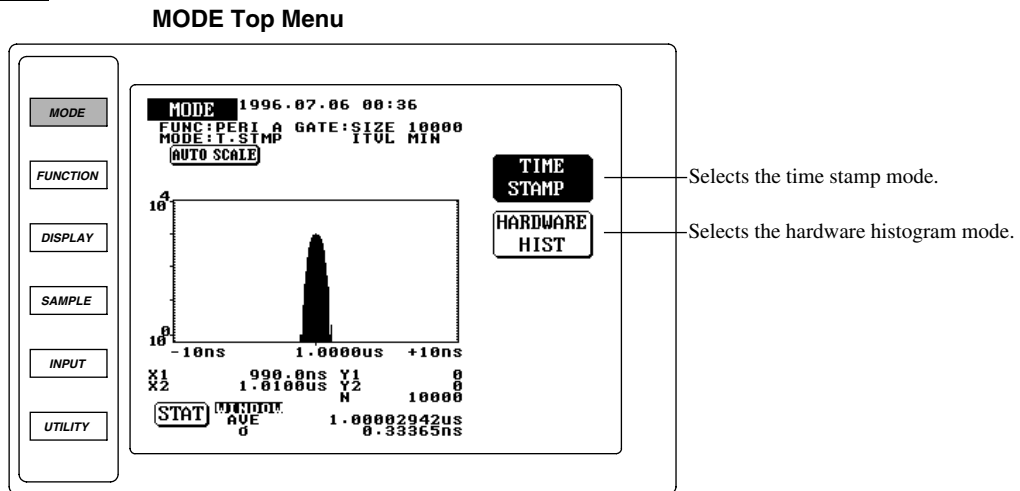 MODE Top Menu
MODE
FUNCTION
DISPLAY
SAMPLE
INPUT
UTILITY
MODE 1996.07.06 00:36
FUNC:PERI A GATE:SIZE 10000
MODE:T.STMP ITVL MIN
AUTO SCALE
10^4
10^0
-10ns 1.0000us +10ns
X1 990.0ns Y1 0
X2 1.0100us Y2 0
N 10000
STAT WINDOW
AVE 1.00002942us
σ 0.33365ns
TIME
STAMP
Selects the time stamp mode.
HARDWARE
HIST
Selects the hardware histogram mode.